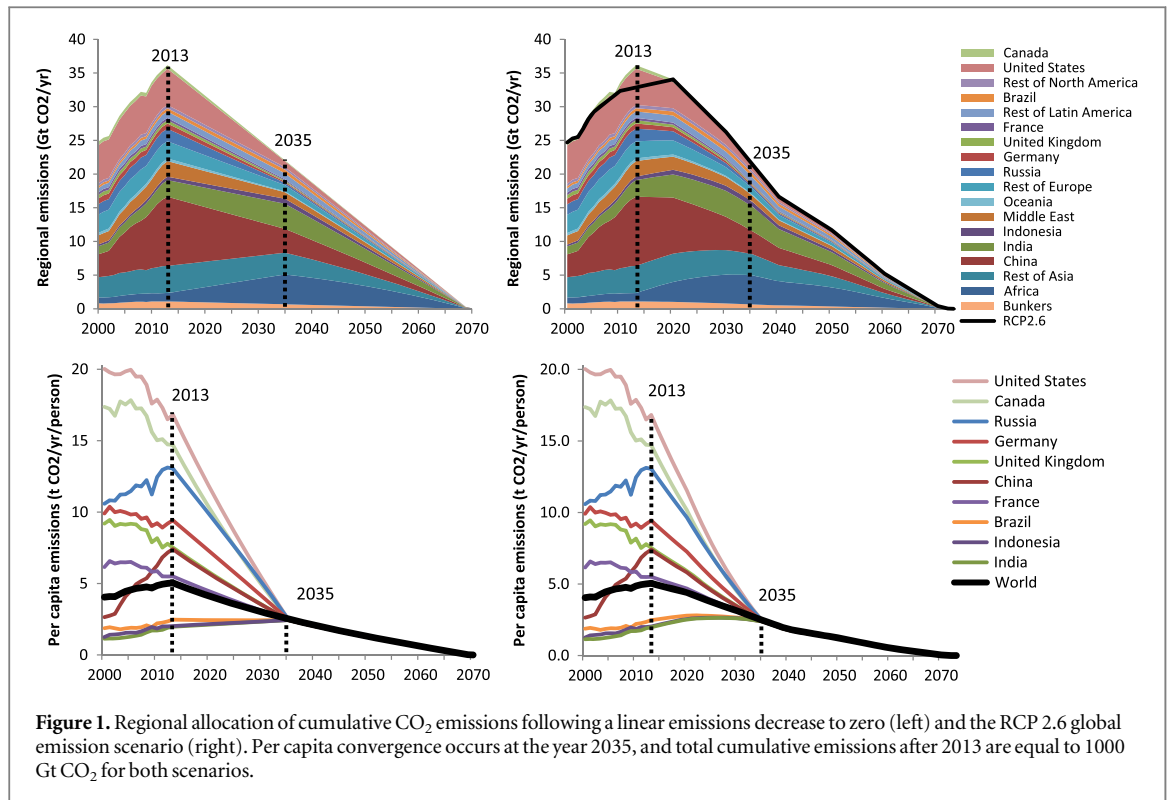 40
35
30
25
20
15
10
5
0
Regional emissions (Gt CO2/yr)
2013
2035
2000 2010 2020 2030 2040 2050 2060 2070
40
35
30
25
20
15
10
5
0
Regional emissions (Gt CO2/yr)
2013
2035
2000 2010 2020 2030 2040 2050 2060 2070
Canada
United States
Rest of North America
Brazil
Rest of Latin America
France
United Kingdom
Germany
Russia
Rest of Europe
Oceania
Middle East
Indonesia
India
China
Rest of Asia
Africa
Bunkers
RCP2.6
20
15
10
5
0
Per capita emissions (t CO2/yr/person)
2013
2035
2000 2010 2020 2030 2040 2050 2060 2070
20.0
15.0
10.0
5.0
0.0
Per capita emissions (t CO2/yr/person)
2013
2035
2000 2010 2020 2030 2040 2050 2060 2070
United States
Canada
Russia
Germany
United Kingdom
China
France
Brazil
Indonesia
India
World
Figure 1. Regional allocation of cumulative CO₂ emissions following a linear emissions decrease to zero (left) and the RCP 2.6 global
emission scenario (right). Per capita convergence occurs at the year 2035, and total cumulative emissions after 2013 are equal to 1000
Gt CO₂ for both scenarios.